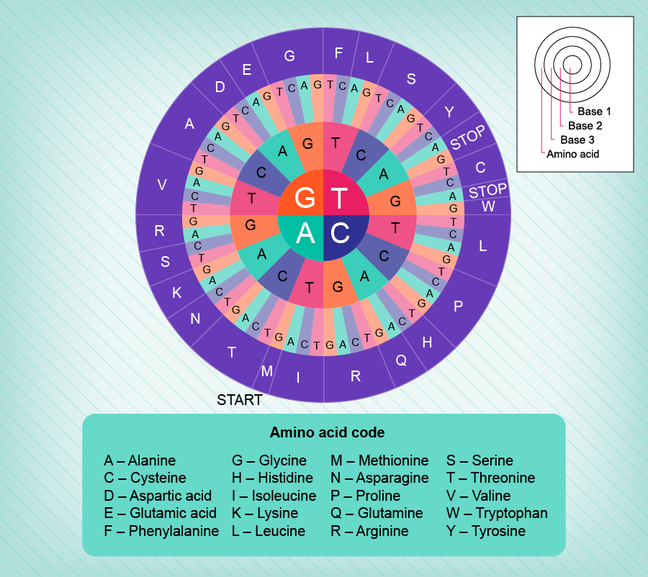 F
L
S
Y
STOP
C
STOP
W
L
P
H
Q
R
I
M
START
T
N
K
S
R
V
A
D
E
G
T C A G T C A G T C A G T C A G
T C A G T C A G T C A G T C A G
T C A G T C A G T C A G T C A G
T C A G T C A G T C A G T C A G
T C A G
T C A G
T C A G
T C A G
G T
A C
Base 1
Base 2
Base 3
Amino acid
Amino acid code
A – Alanine
C – Cysteine
D – Aspartic acid
E – Glutamic acid
F – Phenylalanine
G – Glycine
H – Histidine
I – Isoleucine
K – Lysine
L – Leucine
M – Methionine
N – Asparagine
P – Proline
Q – Glutamine
R – Arginine
S – Serine
T – Threonine
V – Valine
W – Tryptophan
Y – Tyrosine